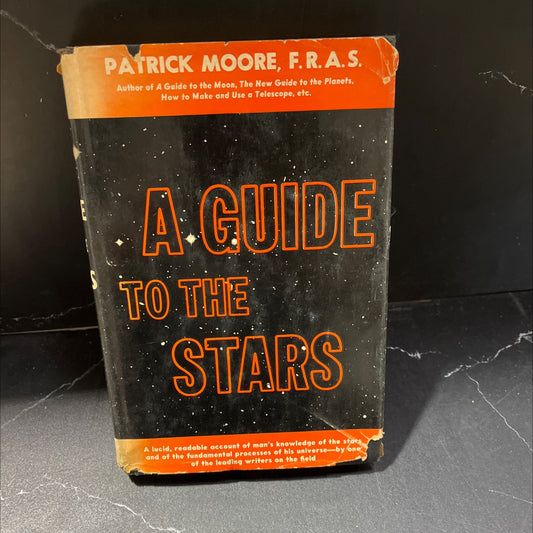 PATRICK MOORE, F.R.A.S.
Author of A Guide to the Moon, The New Guide to the Planets,
How to Make and Use a Telescope, etc.
A GUIDE
TO THE
STARS
A lucid, readable account of man's knowledge of the stars
and of the fundamental processes of his universe—by one
of the leading writers on the field